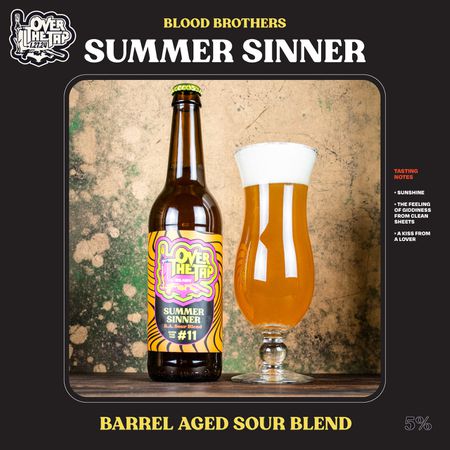 BLOOD BROTHERS
OVER
THE TAP
SUMMER SINNER
TASTING
NOTES
• SUNSHINE
• THE FEELING
OF GIDDINESS
FROM CLEAN
SHEETS
• A KISS FROM
A LOVER
OVER
THE TAP
SUMMER
SINNER
B.A. Sour Blend
#11
BARREL AGED SOUR BLEND
5%